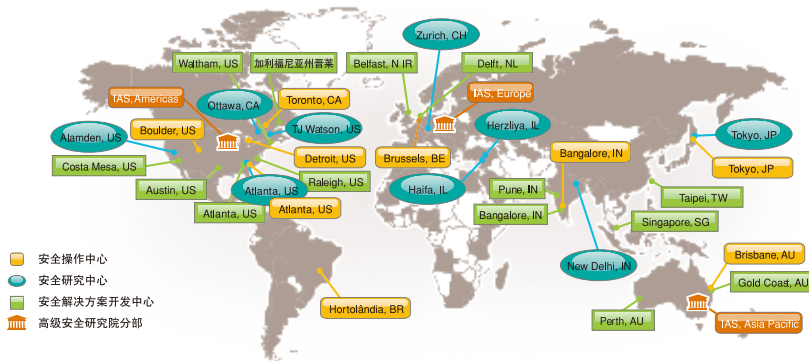 Zurich, CH
Waltham, US
加利福尼亚州晋莱
Belfast, N IR
Delft, NL
IAS, Americas
Ottawa, CA
Toronto, CA
IAS, Europe
Alamden, US
Boulder, US
TJ Watson, US
Herzliya, IL
Tokyo, JP
Costa Mesa, US
Detroit, US
Brussels, BE
Bangalore, IN
Tokyo, JP
Austin, US
Atlanta, US
Raleigh, US
Haifa, IL
Pune, IN
Taipei, TW
Atlanta, US
Atlanta, US
Bangalore, IN
Singapore, SG
安全操作中心
New Delhi, IN
Brisbane, AU
安全研究中心
Gold Coast, AU
安全解决方案开发中心
Hortolândia, BR
Perth, AU
IAS, Asia Pacific
高级安全研究院分部